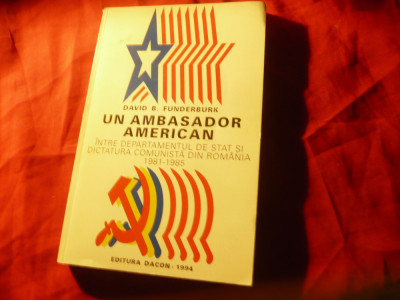 DAVID B. FUNDERBURK
UN AMBASADOR
AMERICAN
ÎNTRE DEPARTAMENTUL DE STAT ȘI
DICTATURA COMUNISTĂ DIN ROMÂNIA
1981-1985
EDITURA DACON - 1994